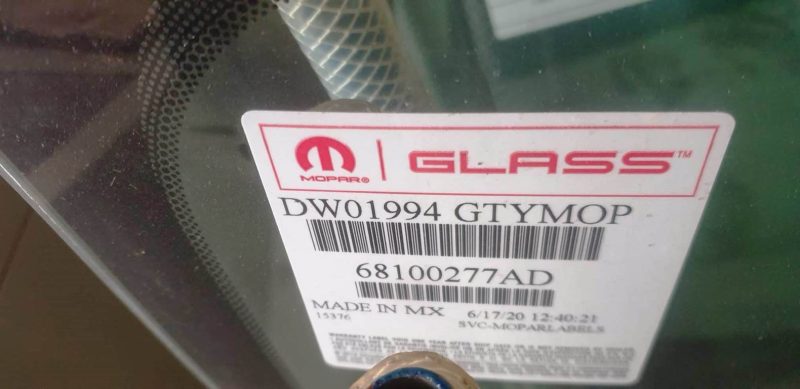 MOPAR® | GLASS™
DW01994 GTYMOP
68100277AD
MADE IN MX 6/17/20 12:40:21
15376 SVC-MOPARLABELS